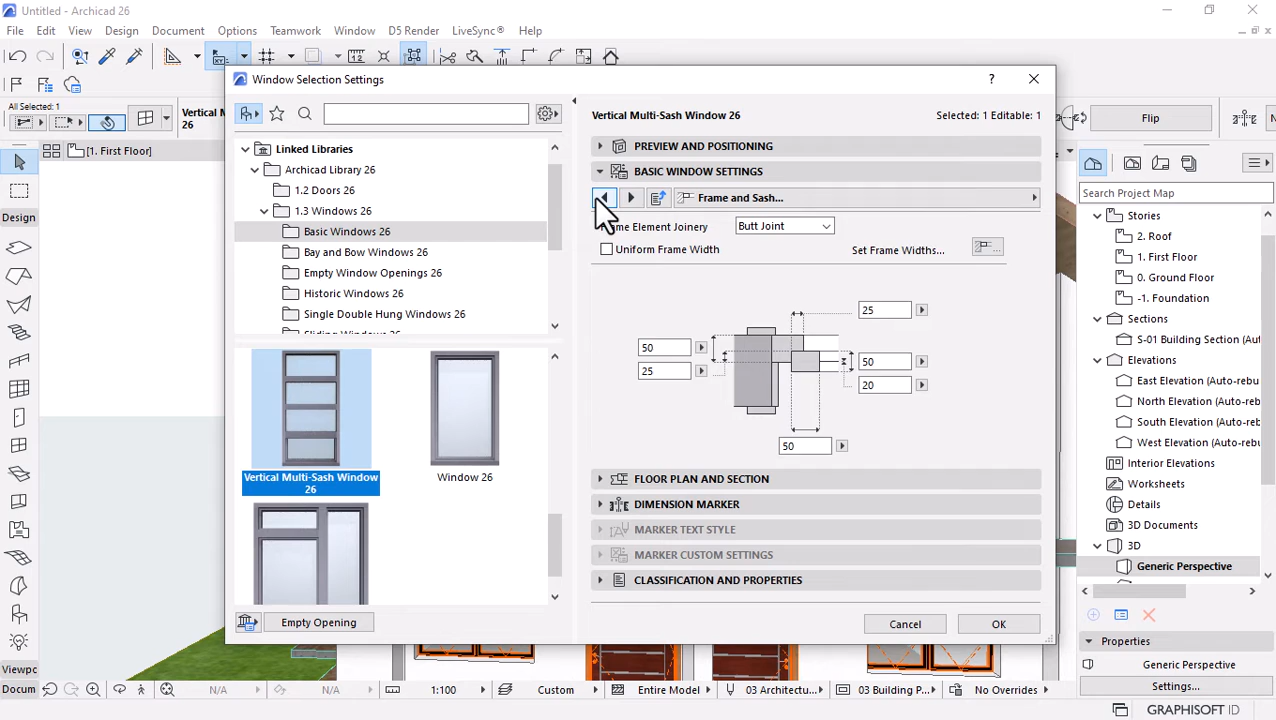 Untitled - Archicad 26
File Edit View Design Document Options Teamwork Window D5 Render LiveSync® Help
All Selected: 1
Vertical M
26
Flip
[1. First Floor]
Design
Viewpc
Docum
Window Selection Settings
Linked Libraries
Archicad Library 26
1.2 Doors 26
1.3 Windows 26
Basic Windows 26
Bay and Bow Windows 26
Empty Window Openings 26
Historic Windows 26
Single Double Hung Windows 26
Vertical Multi-Sash Window
26
Window 26
Empty Opening
Vertical Multi-Sash Window 26
Selected: 1 Editable: 1
PREVIEW AND POSITIONING
BASIC WINDOW SETTINGS
Frame and Sash...
Frame Element Joinery
Butt Joint
Uniform Frame Width
Set Frame Widths...
25
50
50
25
20
50
FLOOR PLAN AND SECTION
DIMENSION MARKER
MARKER TEXT STYLE
MARKER CUSTOM SETTINGS
CLASSIFICATION AND PROPERTIES
Cancel
OK
Search Project Map
Stories
2. Roof
1. First Floor
0. Ground Floor
-1. Foundation
Sections
S-01 Building Section (Aut
Elevations
East Elevation (Auto-rebu
North Elevation (Auto-reb
South Elevation (Auto-reb
West Elevation (Auto-rebu
Interior Elevations
Worksheets
Details
3D Documents
3D
Generic Perspective
Properties
Generic Perspective
Settings...
N/A
N/A
1:100
Custom
Entire Model
03 Architectu...
03 Building P...
No Overrides
GRAPHISOFT ID